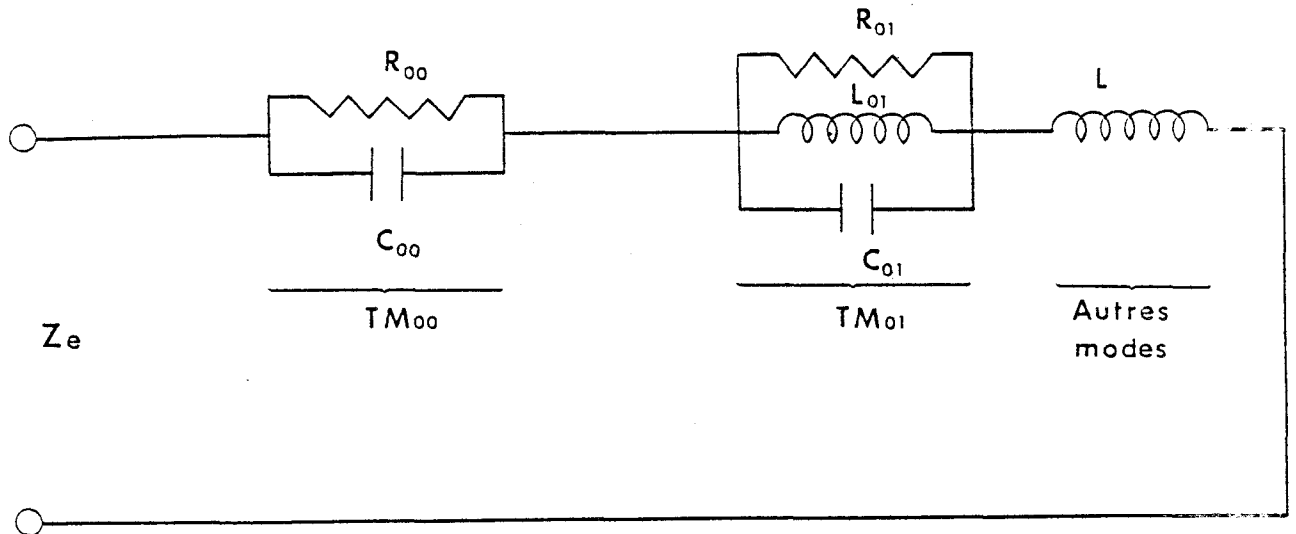 R₀₁
R₀₀
L₀₁
L
C₀₀
C₀₁
TM₀₀
TM₀₁
Autres
modes
Ze